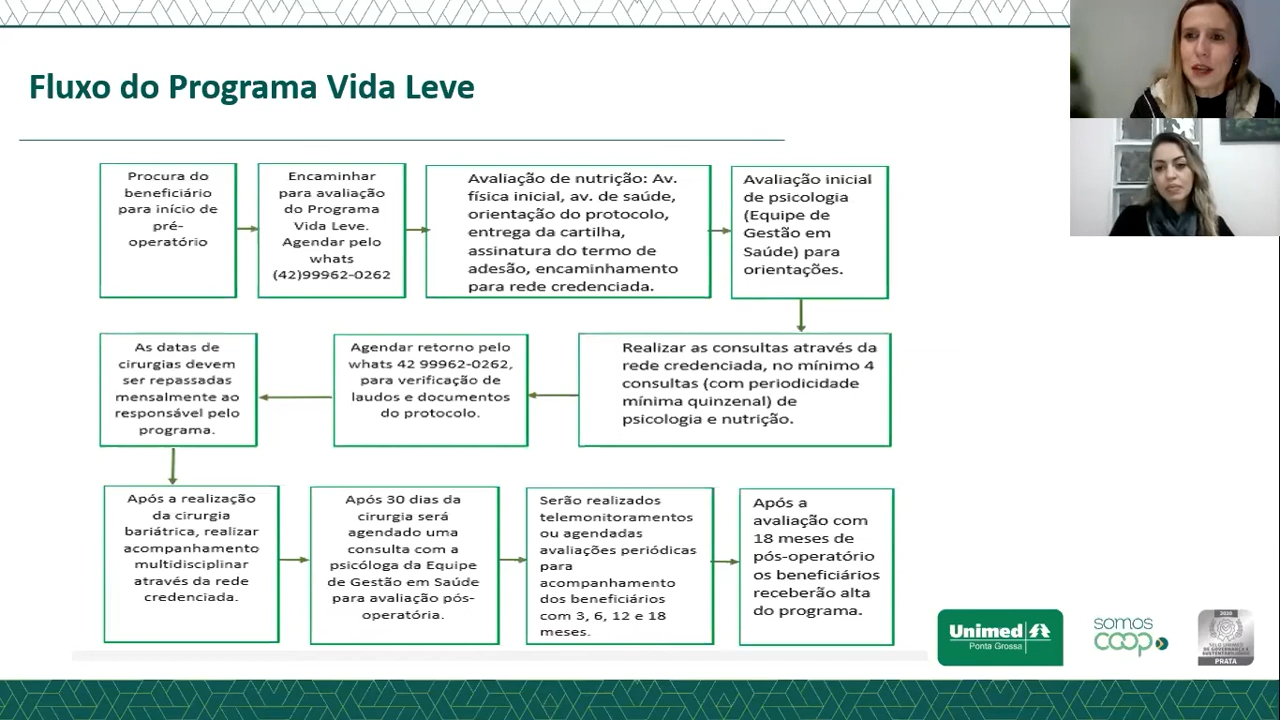 Fluxo do Programa Vida Leve
Procura do
beneficiário
para início de
pré-
operatório
Encaminhar
para avaliação
do Programa
Vida Leve.
Agendar pelo
whats
(42)99962-0262
Avaliação de nutrição: Av.
física inicial, av. de saúde,
orientação do protocolo,
entrega da cartilha,
assinatura do termo de
adesão, encaminhamento
para rede credenciada.
Avaliação inicial
de psicologia
(Equipe de
Gestão em
Saúde) para
orientações.
Realizar as consultas através da
rede credenciada, no mínimo 4
consultas (com periodicidade
mínima quinzenal) de
psicologia e nutrição.
Agendar retorno pelo
whats 42 99962-0262,
para verificação de
laudos e documentos
do protocolo.
As datas de
cirurgias devem
ser repassadas
mensalmente ao
responsável pelo
programa.
Após a realização
da cirurgia
bariátrica, realizar
acompanhamento
multidisciplinar
através da rede
credenciada.
Após 30 dias da
cirurgia será
agendado uma
consulta com a
psicóloga da Equipe
de Gestão em Saúde
para avaliação pós-
operatória.
Serão realizados
telemonitoramentos
ou agendadas
avaliações periódicas
para
acompanhamento
dos beneficiários
com 3, 6, 12 e 18
meses.
Após a
avaliação com
18 meses de
pós-operatório
os beneficiários
receberão alta
do programa.
Unimed
Ponta Grossa
somos
coop
2020
SELO UNIMED
DE GOVERNANÇA E
SUSTENTABILIDADE
PRATA